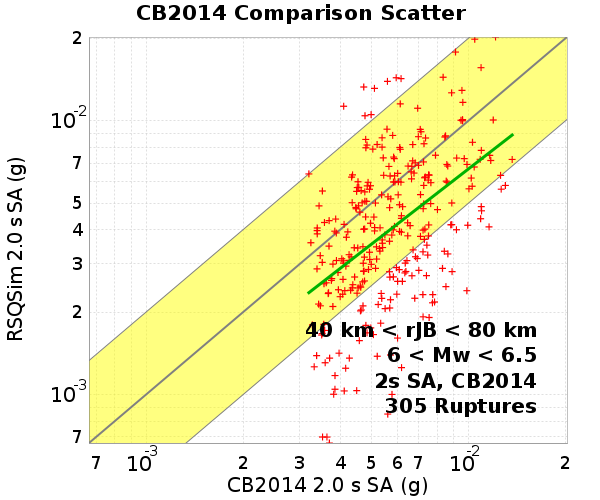 CB2014 Comparison Scatter
RSQSim 2.0 s SA (g)
2
10-2
7
5
4
3
2
10-3
7
40 km < rJB < 80 km
6 < Mw < 6.5
2s SA, CB2014
305 Ruptures
7 10-3 2 3 4 5 6 7 10-2 2
CB2014 2.0 s SA (g)